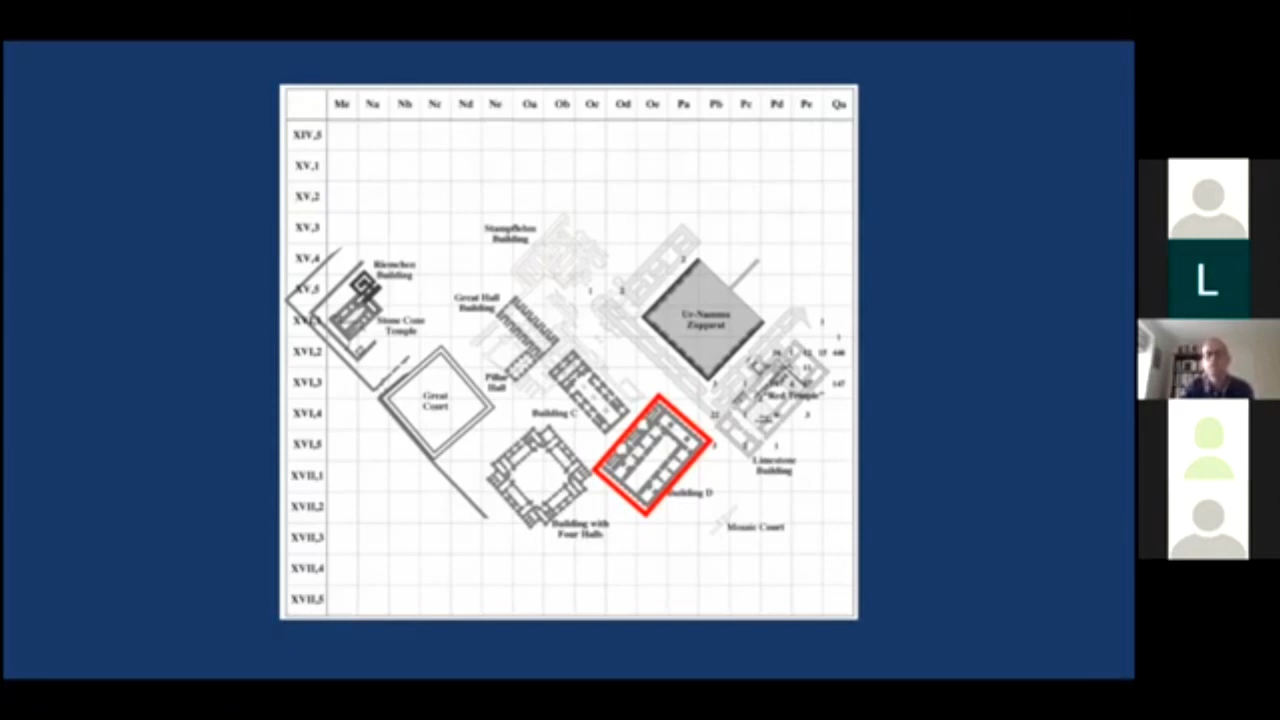 Me Na Nb Nc Nd Ne Oa Ob Oc Od Oe Pa Pb Pc Pd Pe Qa
XIV,5
XV,1
XV,2
XV,3
XV,4
XV,5
XVI,2
XVI,3
XVI,4
XVI,5
XVII,1
XVII,2
XVII,3
XVII,4
XVII,5
Stampflehm
Building
Riemchen
Building
Great Hall
Building
Stone Cone
Temple
Ur-Nammu
Ziqqurat
Pillar
Hall
Great
Court
"Red Temple"
Building C
Limestone
Building
Building D
Building with
Four Halls
Mosaic Court
L